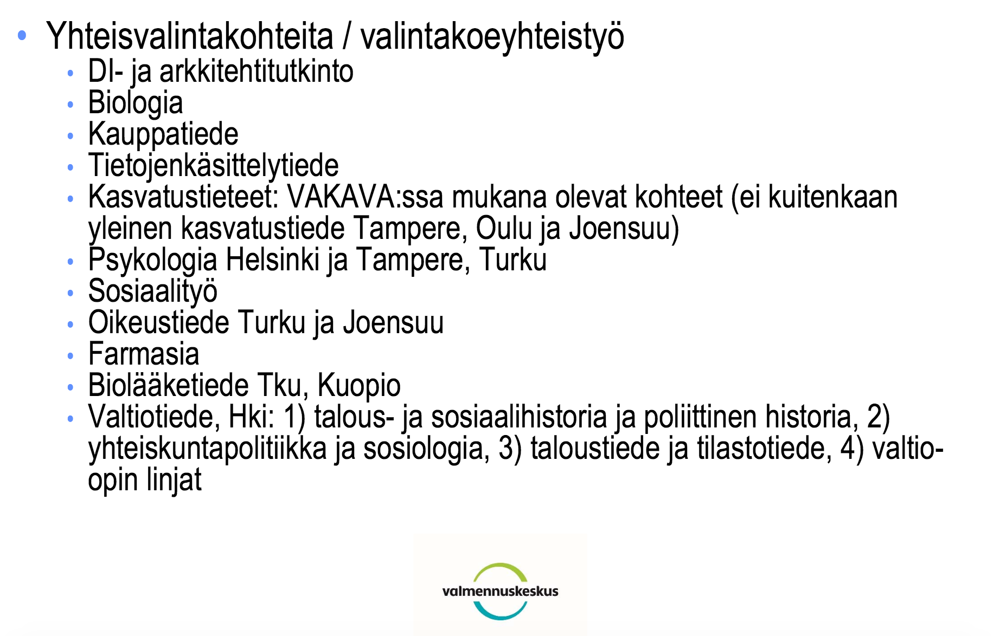 • Yhteisvalintakohteita / valintakoeyhteistyö
• DI- ja arkkitehtitutkinto
• Biologia
• Kauppatiede
• Tietojenkäsittelytiede
• Kasvatustieteet: VAKAVA:ssa mukana olevat kohteet (ei kuitenkaan
yleinen kasvatustiede Tampere, Oulu ja Joensuu)
• Psykologia Helsinki ja Tampere, Turku
• Sosiaalityö
• Oikeustiede Turku ja Joensuu
• Farmasia
• Biolääketiede Tku, Kuopio
• Valtiotiede, Hki: 1) talous- ja sosiaalihistoria ja poliittinen historia, 2)
yhteiskuntapolitiikka ja sosiologia, 3) taloustiede ja tilastotiede, 4) valtio-
opin linjat
valmennuskeskus